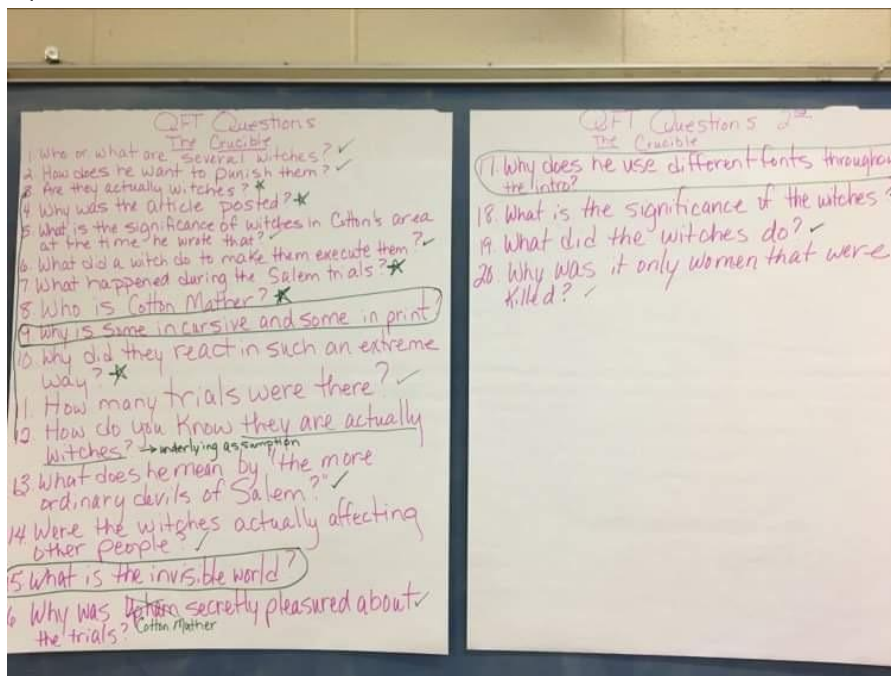 QFT Questions
The Crucible
1. Who or what are several witches? ✓
2. How does he want to punish them? ✓
3. Are they actually witches? *
4. Why was the article posted? *
5. What is the significance of witches in Cotton's area
at the time he wrote that? ✓
6. What did a witch do to make them execute them? ✓
7. What happened during the Salem trials? *
8. Who is Cotton Mather? *
9. Why is some in cursive and some in print?
10. Why did they react in such an extreme
way? *
11. How many trials were there? ✓
12. How do you know they are actually
witches? → underlying assumption
13. What does he mean by "the more
ordinary devils of Salem?" ✓
14. Were the witches actually affecting
other people? ✓
15 What is the invisible world?
6 Why was secretly pleasured about ✓
the trials? Cotton Mather
QFT Questions 2nd
The Crucible
17. Why does he use different fonts throughou
the intro?
18. What is the significance of the witches
19. What did the witches do? ✓
20. Why was it only women that were
killed? ✓